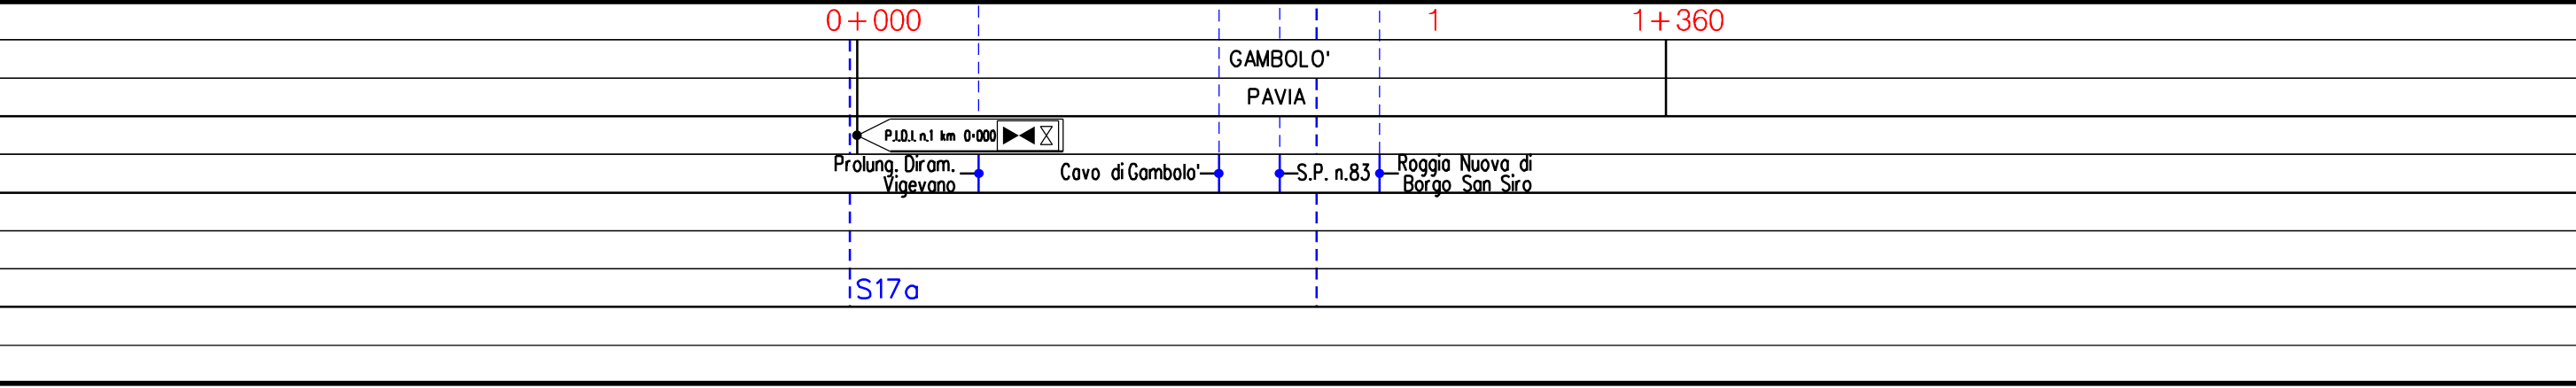 0+000 1 1+360
GAMBOLO'
PAVIA
P.I.D.I. n.1 km 0+000
Prolung. Diram.
Vigevano
Cavo di Gambolo'
S.P. n.83
Roggia Nuova di
Borgo San Siro
S17a